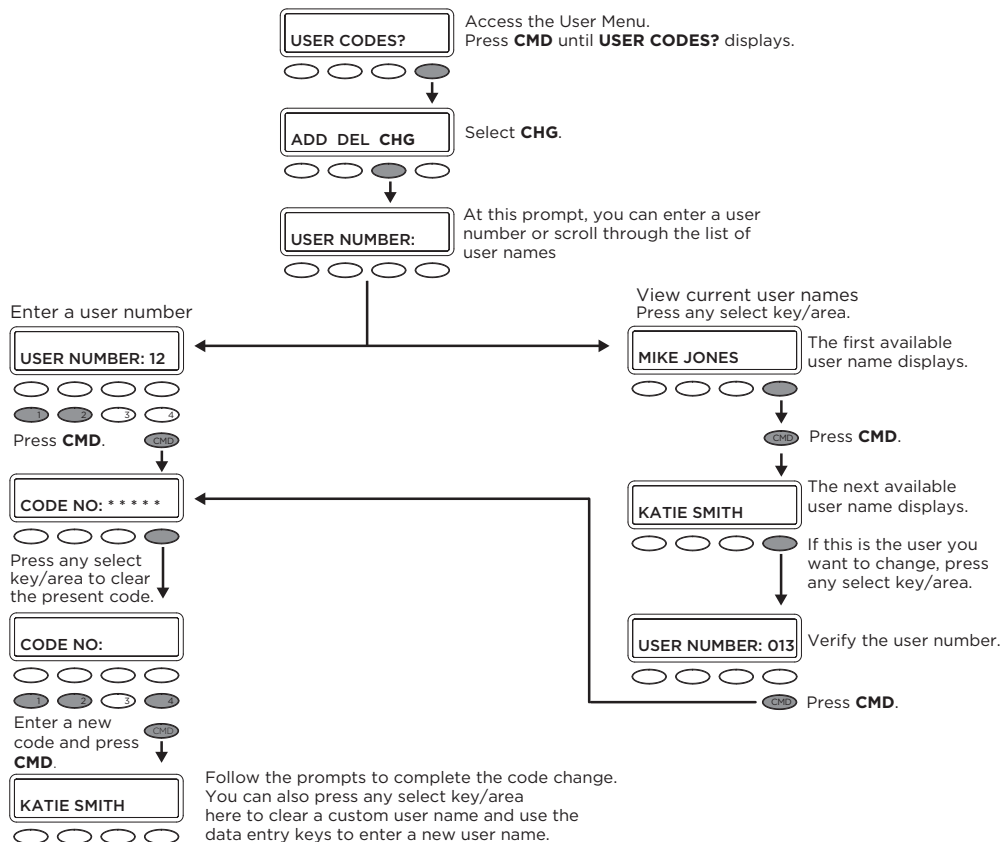 USER CODES?
Access the User Menu.
Press CMD until USER CODES? displays.
ADD DEL CHG
Select CHG.
USER NUMBER:
At this prompt, you can enter a user
number or scroll through the list of
user names
Enter a user number
USER NUMBER: 12
1 2 3 4
Press CMD.
CMD
CODE NO: * * * * *
Press any select
key/area to clear
the present code.
CODE NO:
1 2 3 4
Enter a new
code and press
CMD.
CMD
KATIE SMITH
Follow the prompts to complete the code change.
You can also press any select key/area
here to clear a custom user name and use the
data entry keys to enter a new user name.
View current user names
Press any select key/area.
MIKE JONES
The first available
user name displays.
CMD
Press CMD.
KATIE SMITH
The next available
user name displays.
If this is the user you
want to change, press
any select key/area.
USER NUMBER: 013
Verify the user number.
CMD
Press CMD.